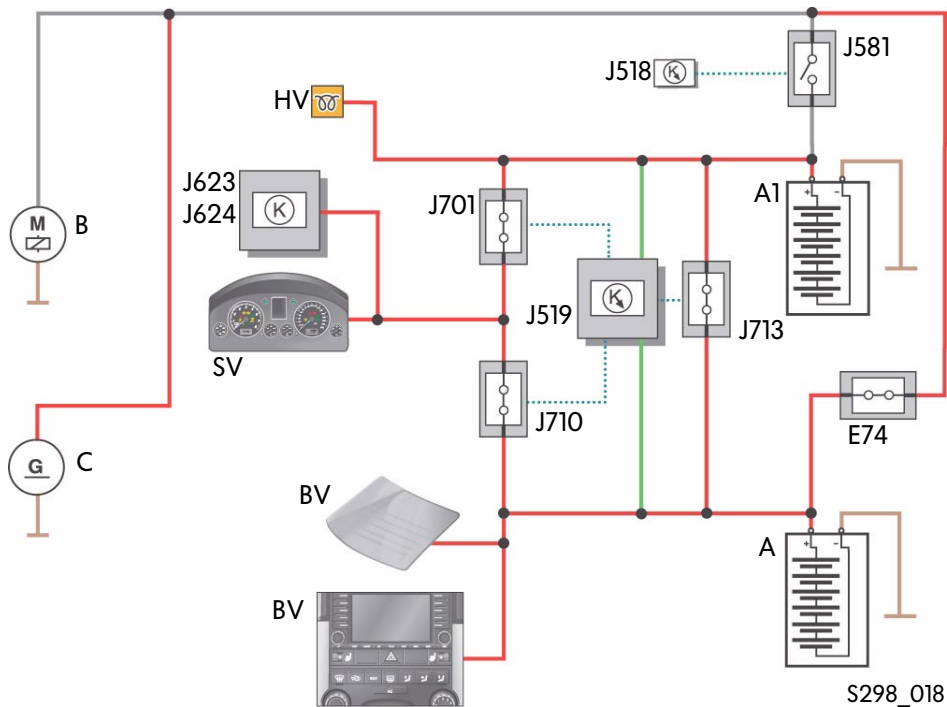 J581
J518
K
HV
J623
J624
K
J701
A1
+ -
M
B
K
J519
J713
SV
J710
E74
G
C
BV
A
+ -
BV
S298_018